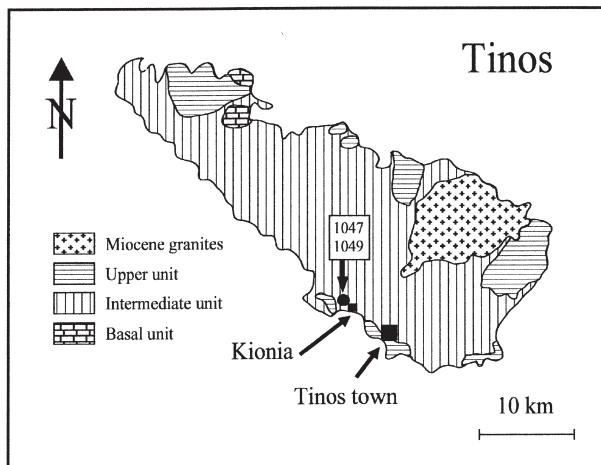 Tinos
N
1047
1049
Miocene granites
Upper unit
Intermediate unit
Basal unit
Kionia
Tinos town
10 km